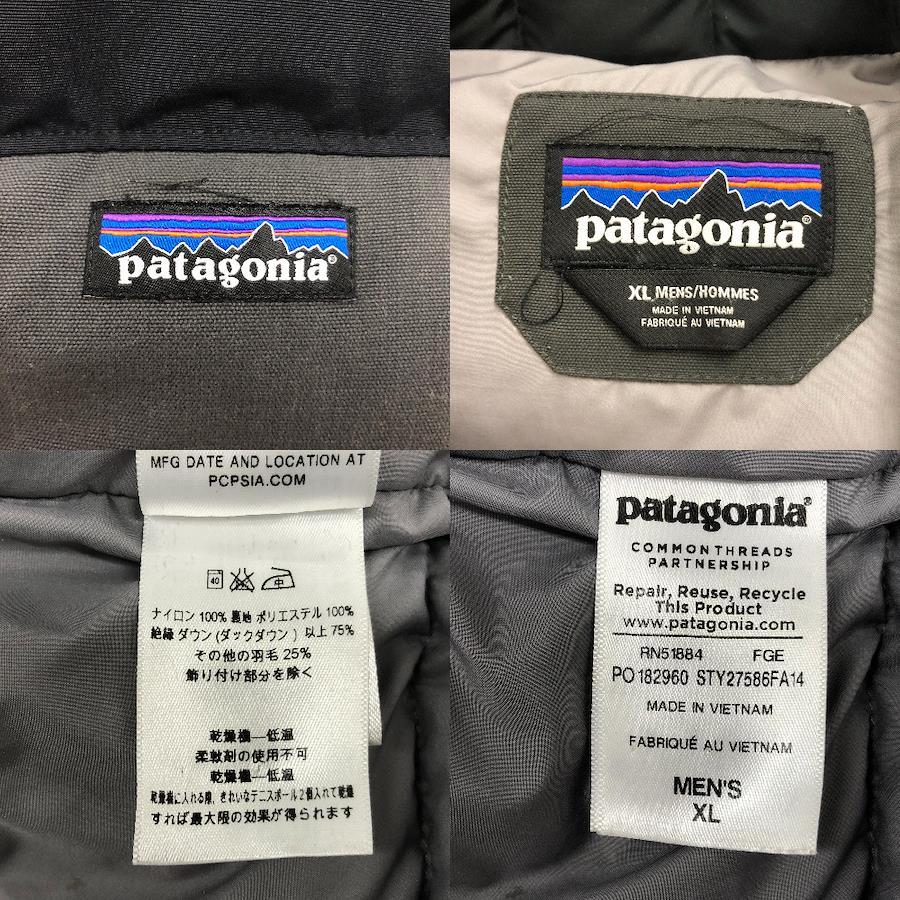 patagonia®
patagonia®
XL MENS/HOMMES
MADE IN VIETNAM
FABRIQUÉ AU VIETNAM
MFG DATE AND LOCATION AT
PCPSIA.COM
40
ナイロン 100% 裏地 ポリエステル 100%
絶縁 ダウン (ダックダウン) 以上 75%
その他の羽毛 25%
飾り付け部分を除く
乾燥機—低温
柔軟剤の使用不可
乾燥機—低温
乾燥機に入れる際、きれいなテニスボール2個入れて乾燥
すれば最大限の効果が得られます
patagonia®
COMMON THREADS
PARTNERSHIP
Repair, Reuse, Recycle
This Product
www.patagonia.com
RN51884 FGE
PO 182960 STY27586FA14
MADE IN VIETNAM
FABRIQUÉ AU VIETNAM
MEN'S
XL